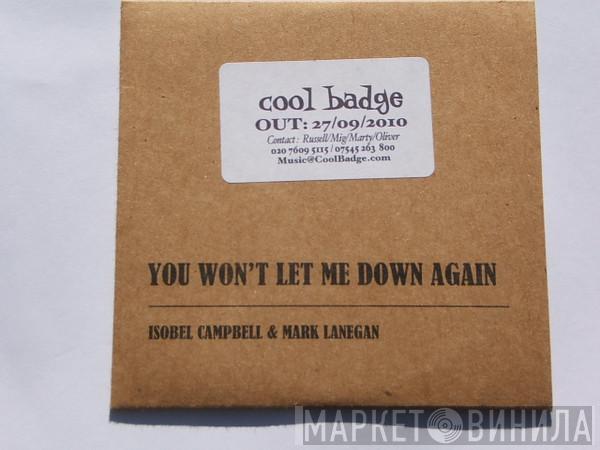 cool badge
OUT: 27/09/2010
Contact : Russell/Mig/Marty/Oliver
020 7609 5115 / 07545 263 800
Music@CoolBadge.com
YOU WON'T LET ME DOWN AGAIN
ISOBEL CAMPBELL & MARK LANEGAN
МАРКЕТ ВИНИЛА